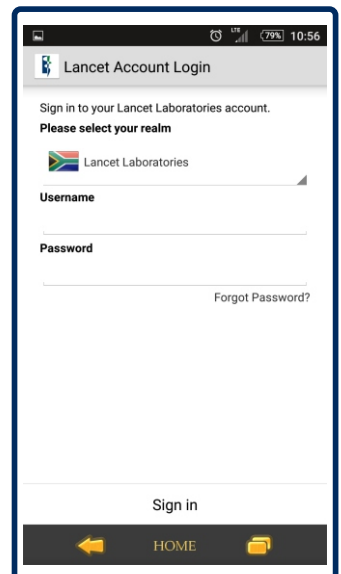 LTE 79% 10:56
Lancet Account Login
Sign in to your Lancet Laboratories account.
Please select your realm
Lancet Laboratories
Username
Password
Forgot Password?
Sign in
HOME